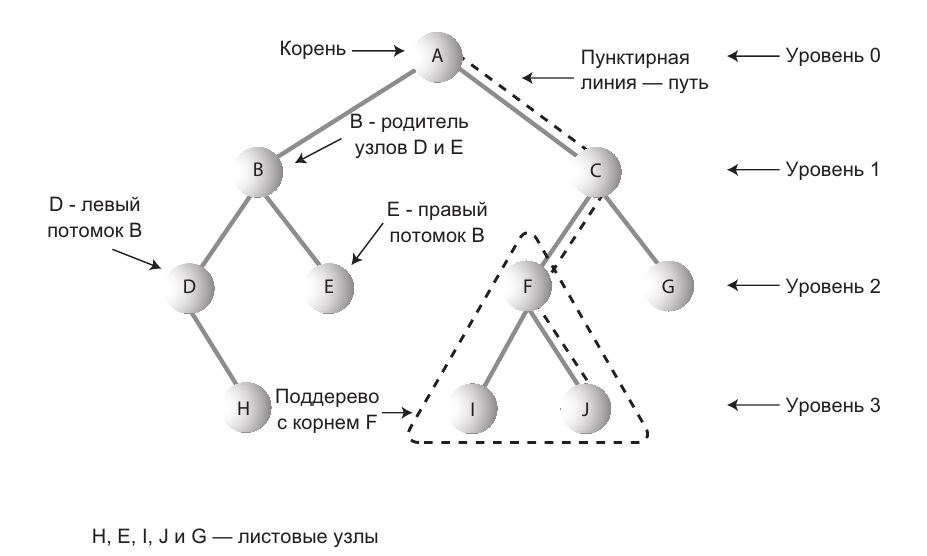 Корень
A
Пунктирная
линия — путь
Уровень 0
B - родитель
узлов D и E
B
C
Уровень 1
D - левый
потомок B
E - правый
потомок B
D
E
F
G
Уровень 2
H
Поддерево
с корнем F
I
J
Уровень 3
H, E, I, J и G — листовые узлы